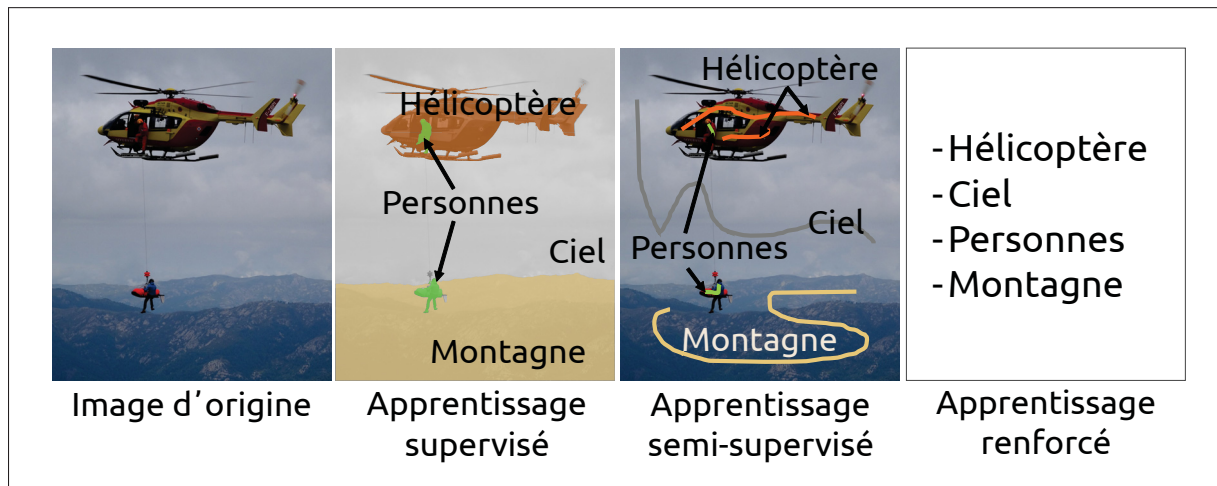 Hélicoptère
Personnes
Ciel
Montagne
Image d'origine
Apprentissage
supervisé
Hélicoptère
Ciel
Personnes
Montagne
Apprentissage
semi-supervisé
- Hélicoptère
- Ciel
- Personnes
- Montagne
Apprentissage
renforcé